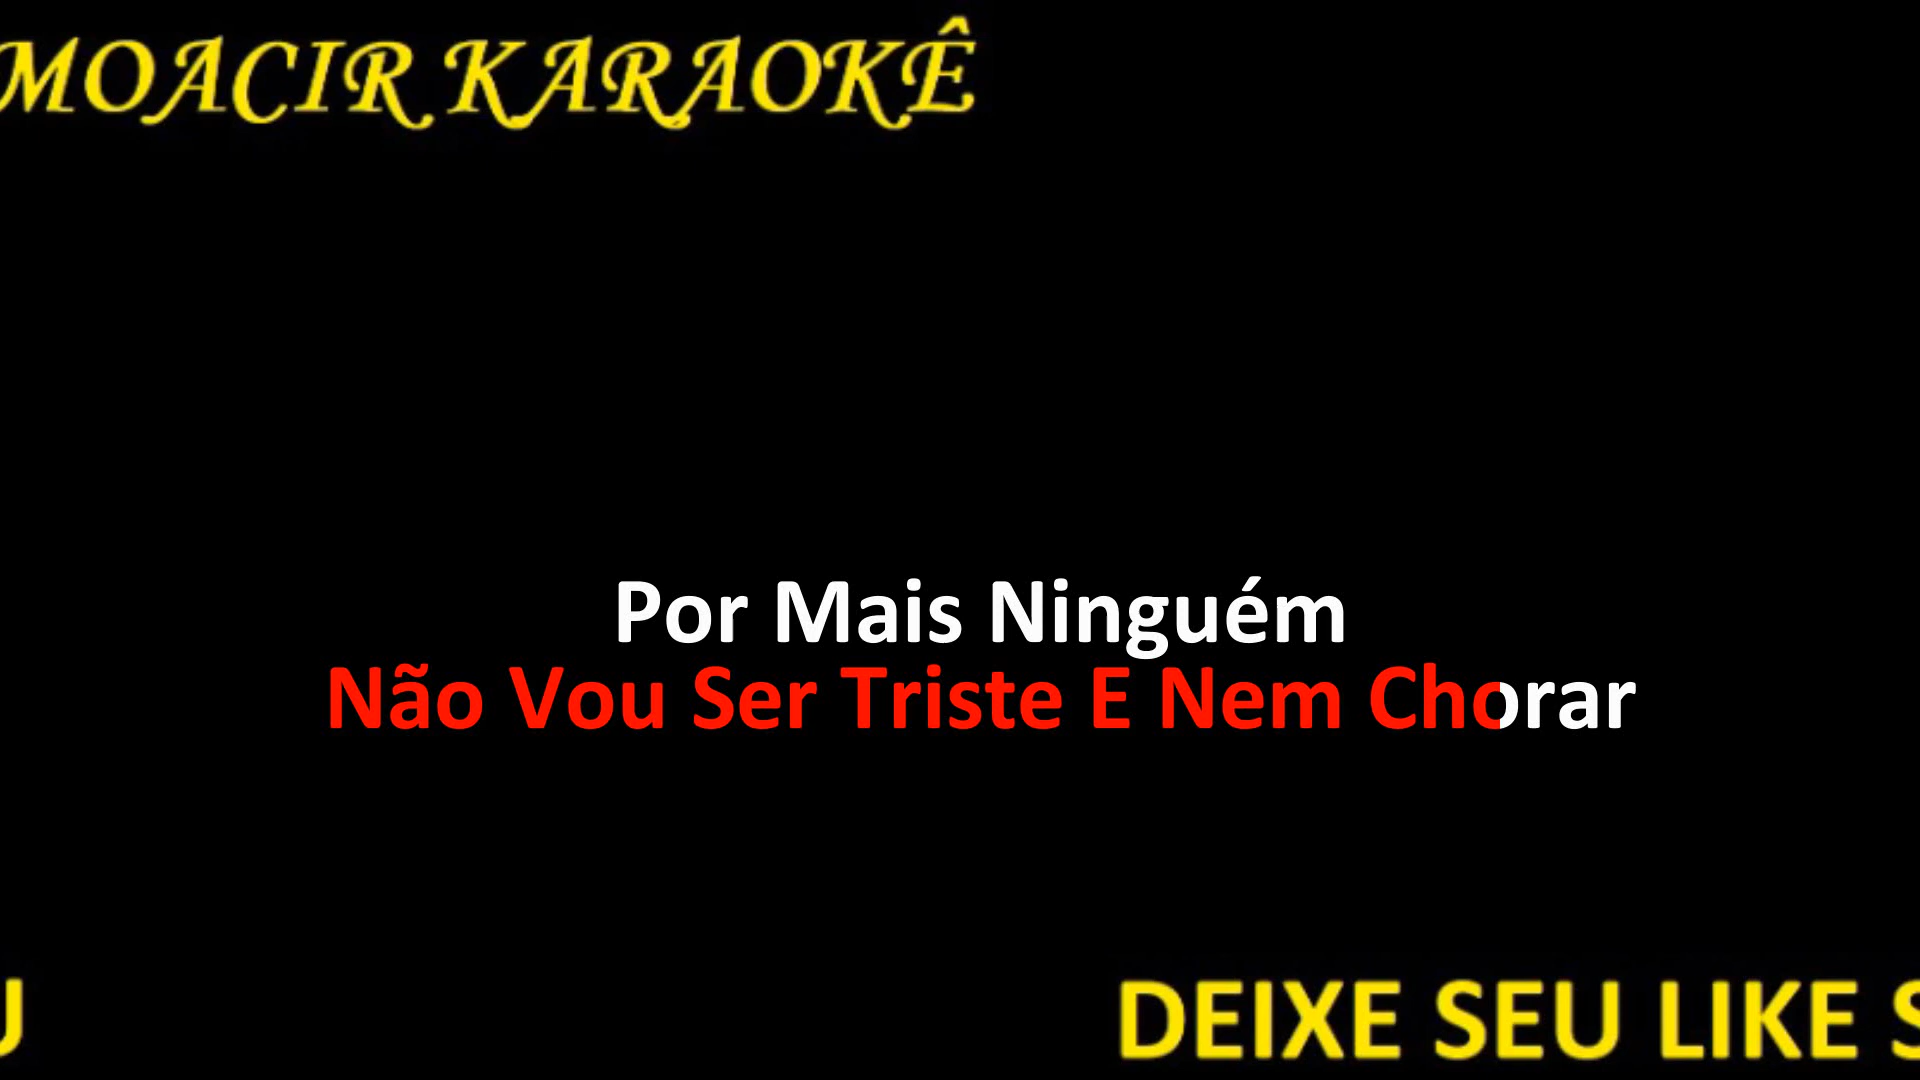 MOACIR KARAOKÊ
Por Mais Ninguém
Não Vou Ser Triste E Nem Chorar
DEIXE SEU LIKE